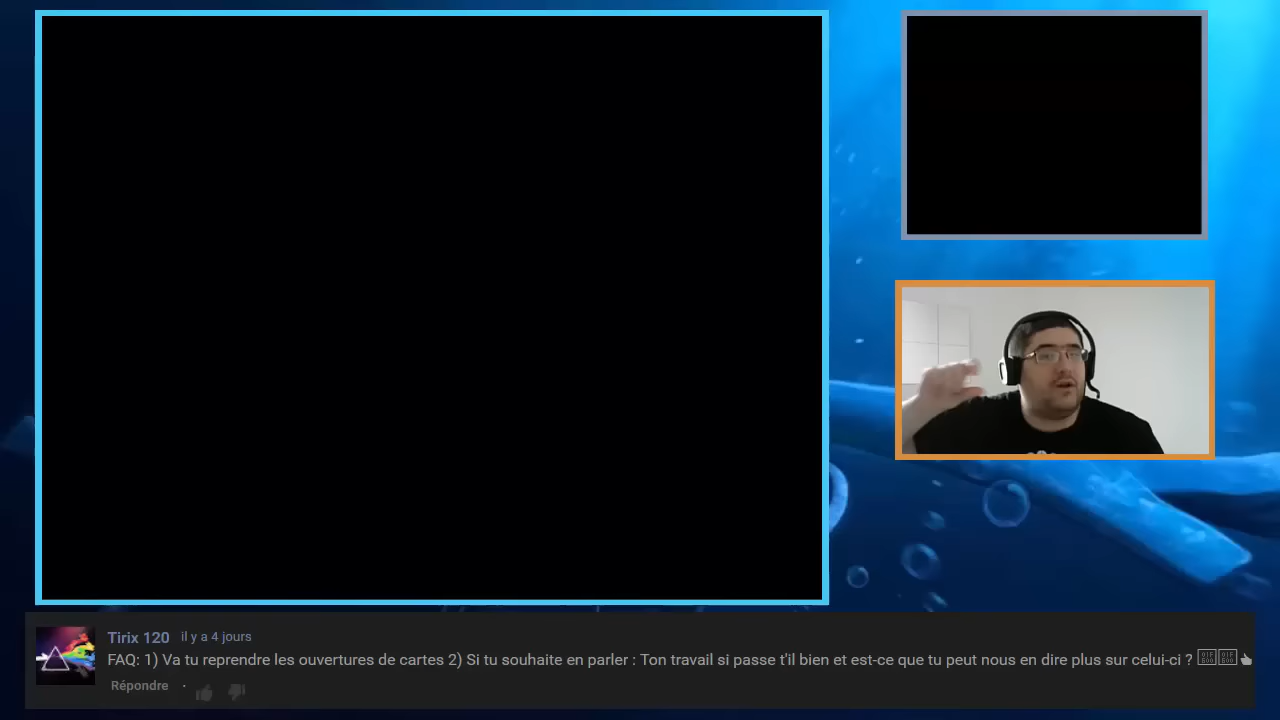 Tirix 120 il y a 4 jours
FAQ: 1) Va tu reprendre les ouvertures de cartes 2) Si tu souhaite en parler : Ton travail si passe t'il bien et est-ce que tu peut nous en dire plus sur celui-ci ?
Répondre